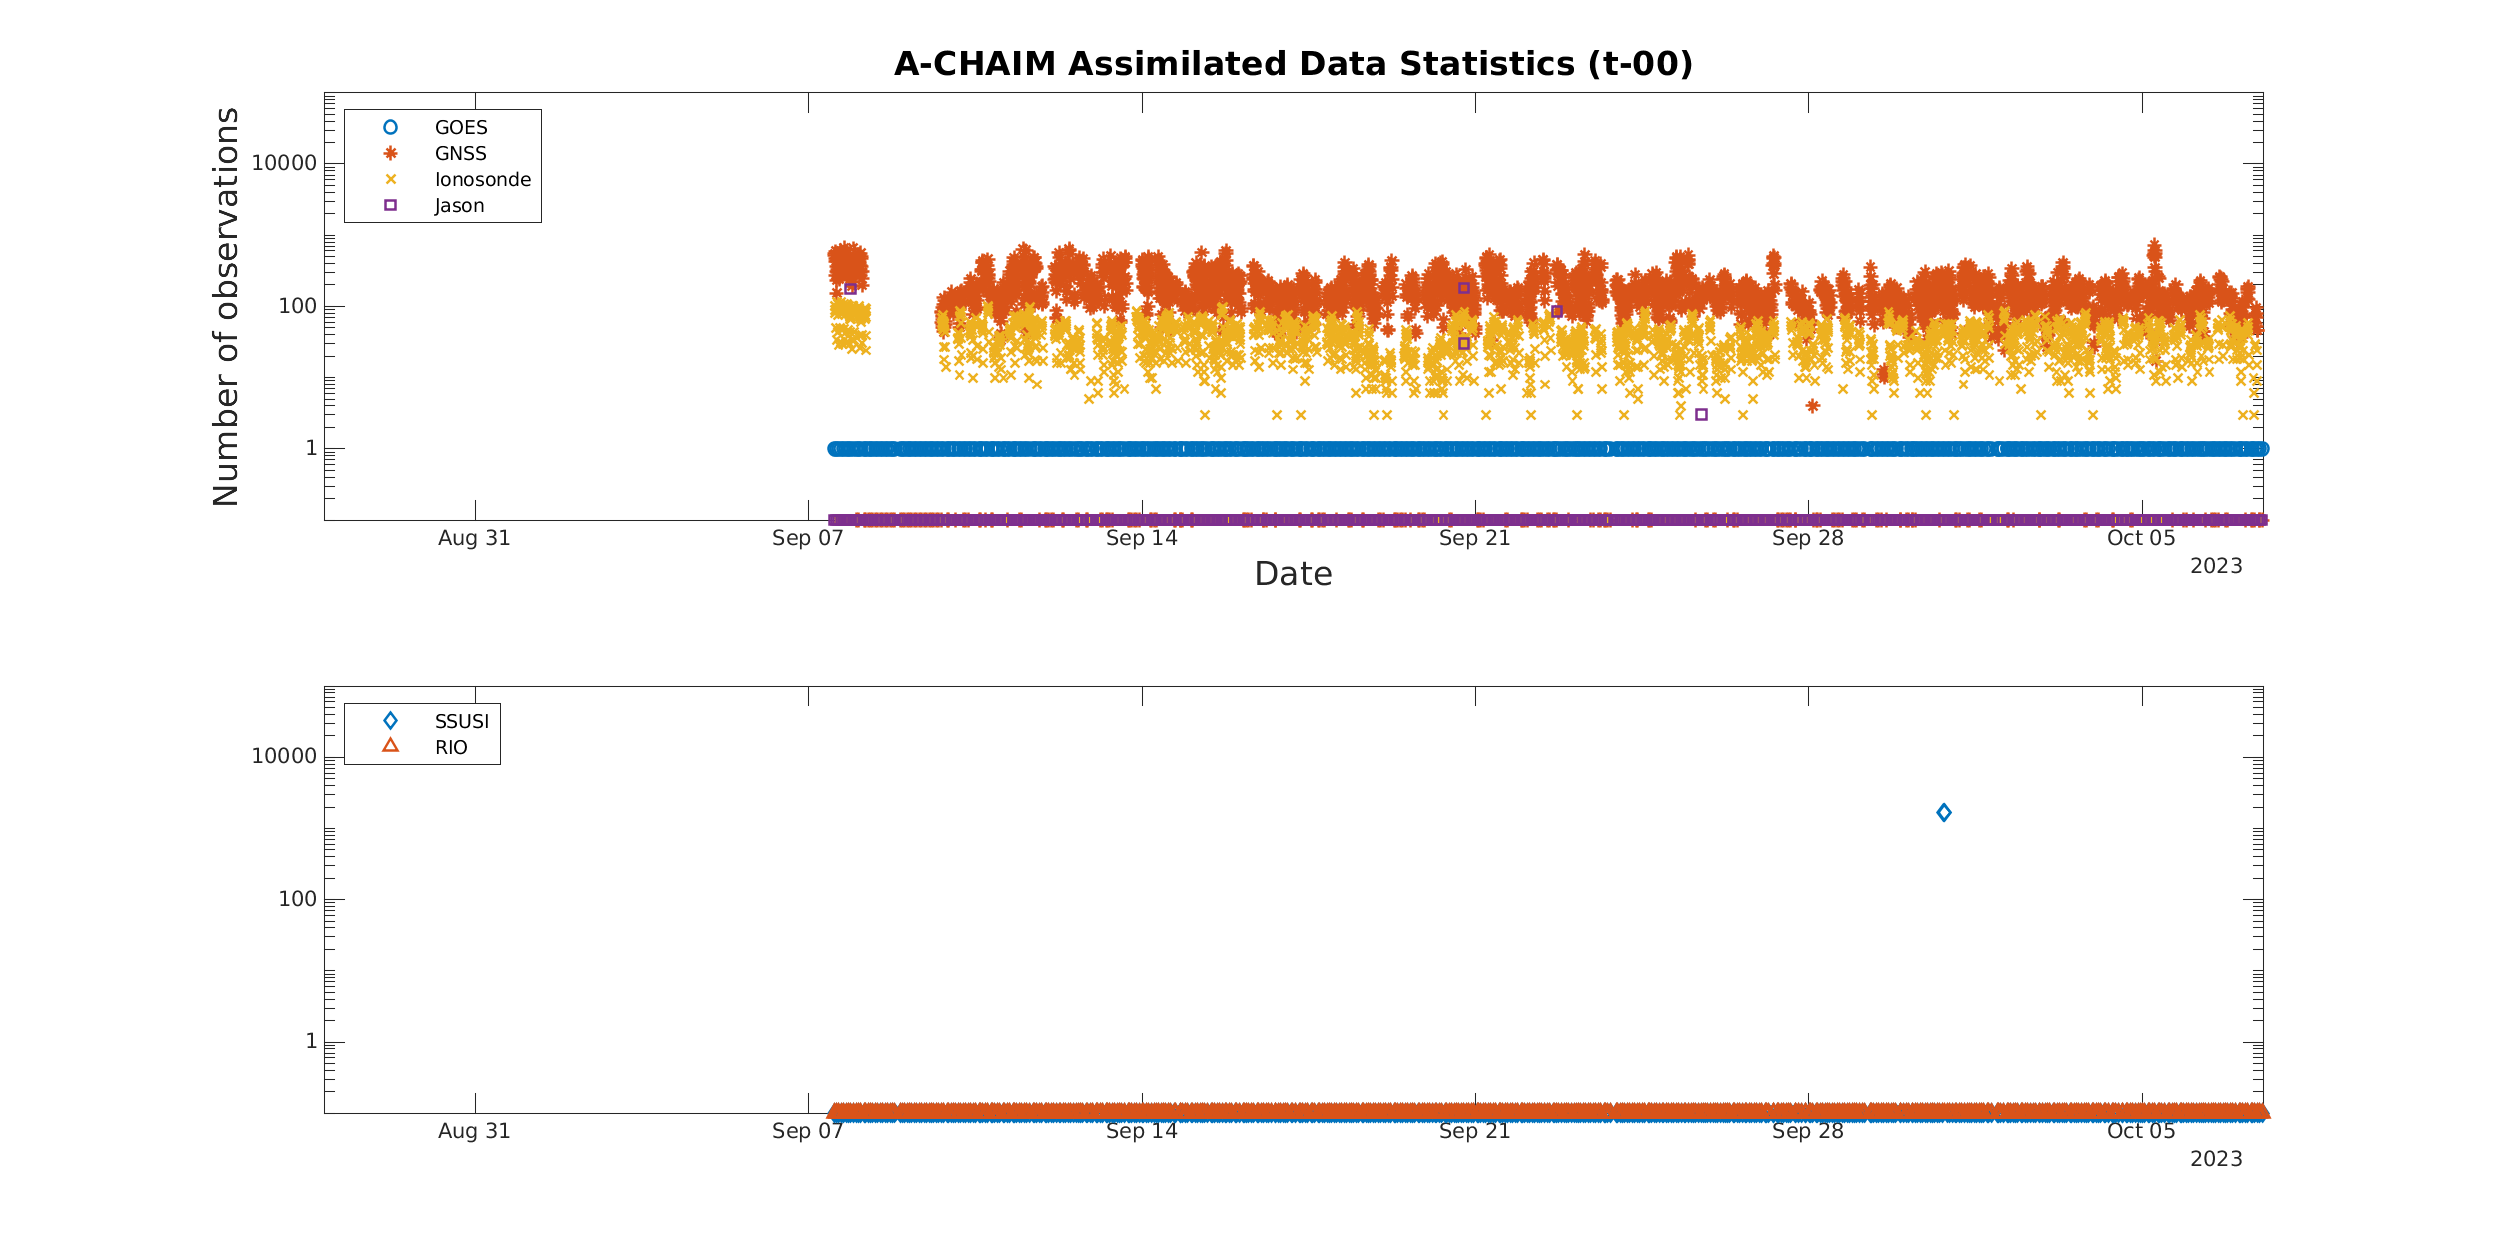 A-CHAIM Assimilated Data Statistics (t-00)
Number of observations
10000
100
1
GOES
GNSS
Ionosonde
Jason
Aug 31 Sep 07 Sep 14 Sep 21 Sep 28 Oct 05
2023
Date
10000
100
1
SSUSI
RIO
Aug 31 Sep 07 Sep 14 Sep 21 Sep 28 Oct 05
2023